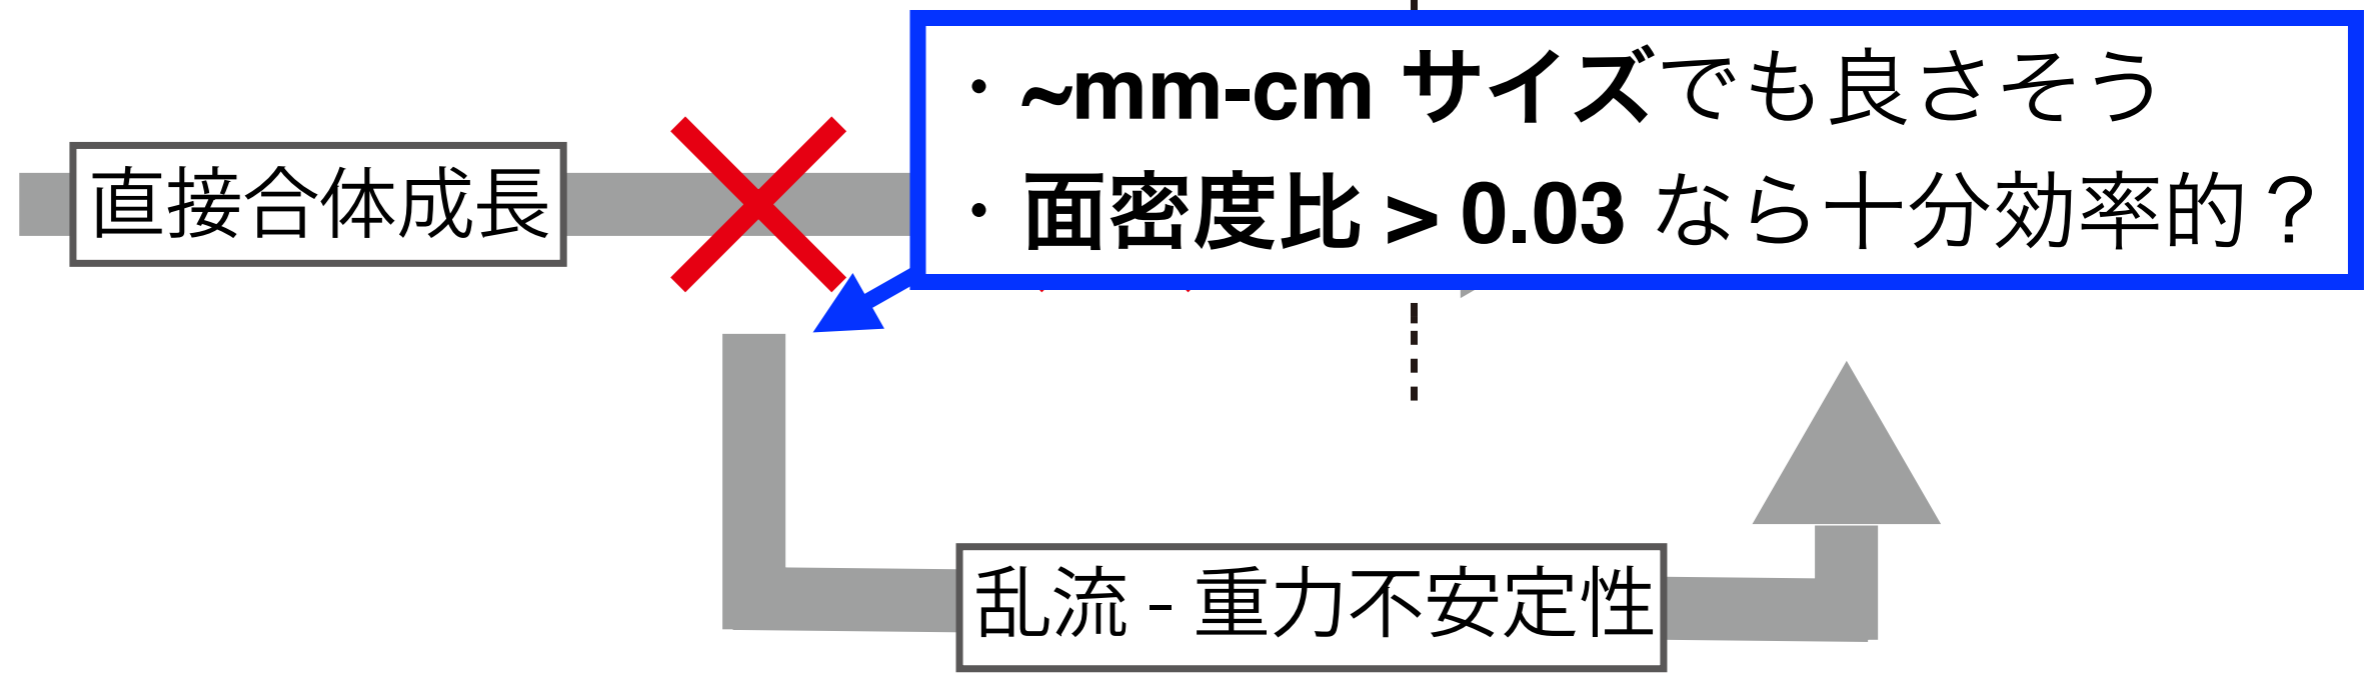 ・~mm-cm サイズでも良さそう
・面密度比 > 0.03 なら十分効率的？
直接合体成長
乱流 - 重力不安定性